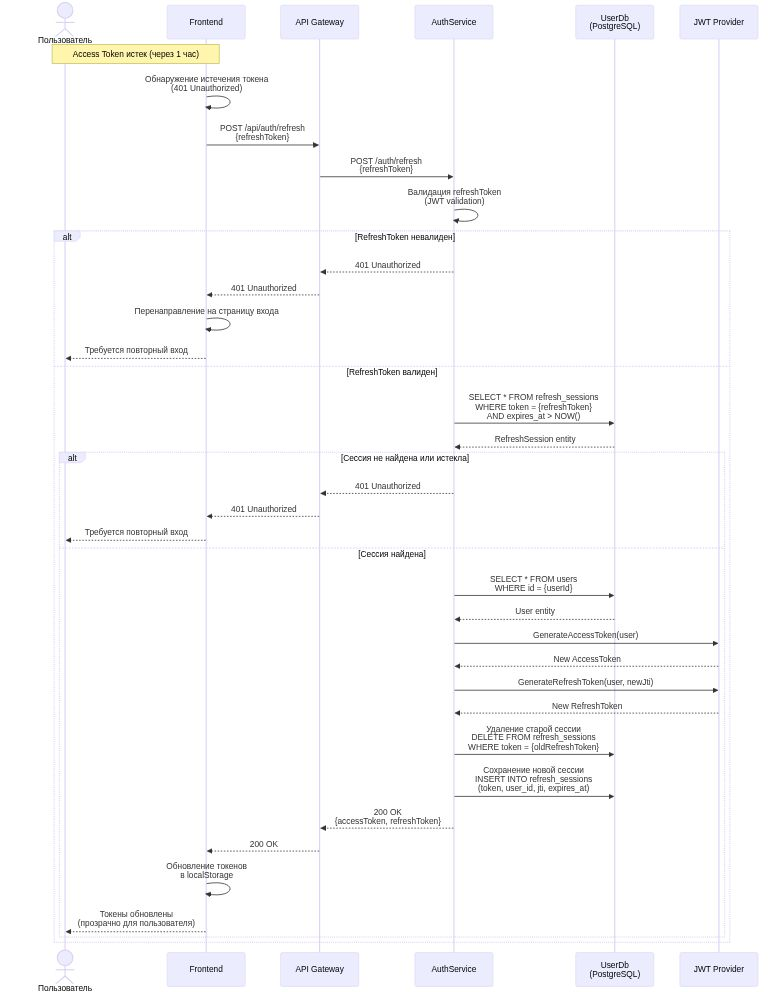 Пользователь
Frontend
API Gateway
AuthService
UserDb
(PostgreSQL)
JWT Provider
Access Token истек (через 1 час)
Обнаружение истечения токена
(401 Unauthorized)
POST /api/auth/refresh
{refreshToken}
POST /auth/refresh
{refreshToken}
Валидация refreshToken
(JWT validation)
alt
[RefreshToken невалиден]
401 Unauthorized
401 Unauthorized
Перенаправление на страницу входа
Требуется повторный вход
[RefreshToken валиден]
SELECT * FROM refresh_sessions
WHERE token = {refreshToken}
AND expires_at > NOW()
RefreshSession entity
alt
[Сессия не найдена или истекла]
401 Unauthorized
401 Unauthorized
Требуется повторный вход
[Сессия найдена]
SELECT * FROM users
WHERE id = {userId}
User entity
GenerateAccessToken(user)
New AccessToken
GenerateRefreshToken(user, newJti)
New RefreshToken
Удаление старой сессии
DELETE FROM refresh_sessions
WHERE token = {oldRefreshToken}
Сохранение новой сессии
INSERT INTO refresh_sessions
(token, user_id, jti, expires_at)
200 OK
{accessToken, refreshToken}
200 OK
Обновление токенов
в localStorage
Токены обновлены
(прозрачно для пользователя)
Пользователь
Frontend
API Gateway
AuthService
UserDb
(PostgreSQL)
JWT Provider